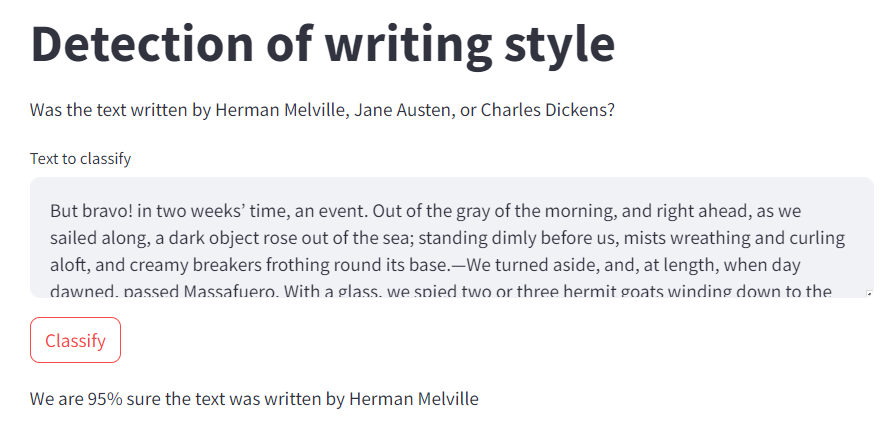 Detection of writing style
Was the text written by Herman Melville, Jane Austen, or Charles Dickens?
Text to classify
But bravo! in two weeks’ time, an event. Out of the gray of the morning, and right ahead, as we
sailed along, a dark object rose out of the sea; standing dimly before us, mists wreathing and curling
aloft, and creamy breakers frothing round its base.—We turned aside, and, at length, when day
dawned, passed Massafuero. With a glass, we spied two or three hermit goats winding down to the
Classify
We are 95% sure the text was written by Herman Melville